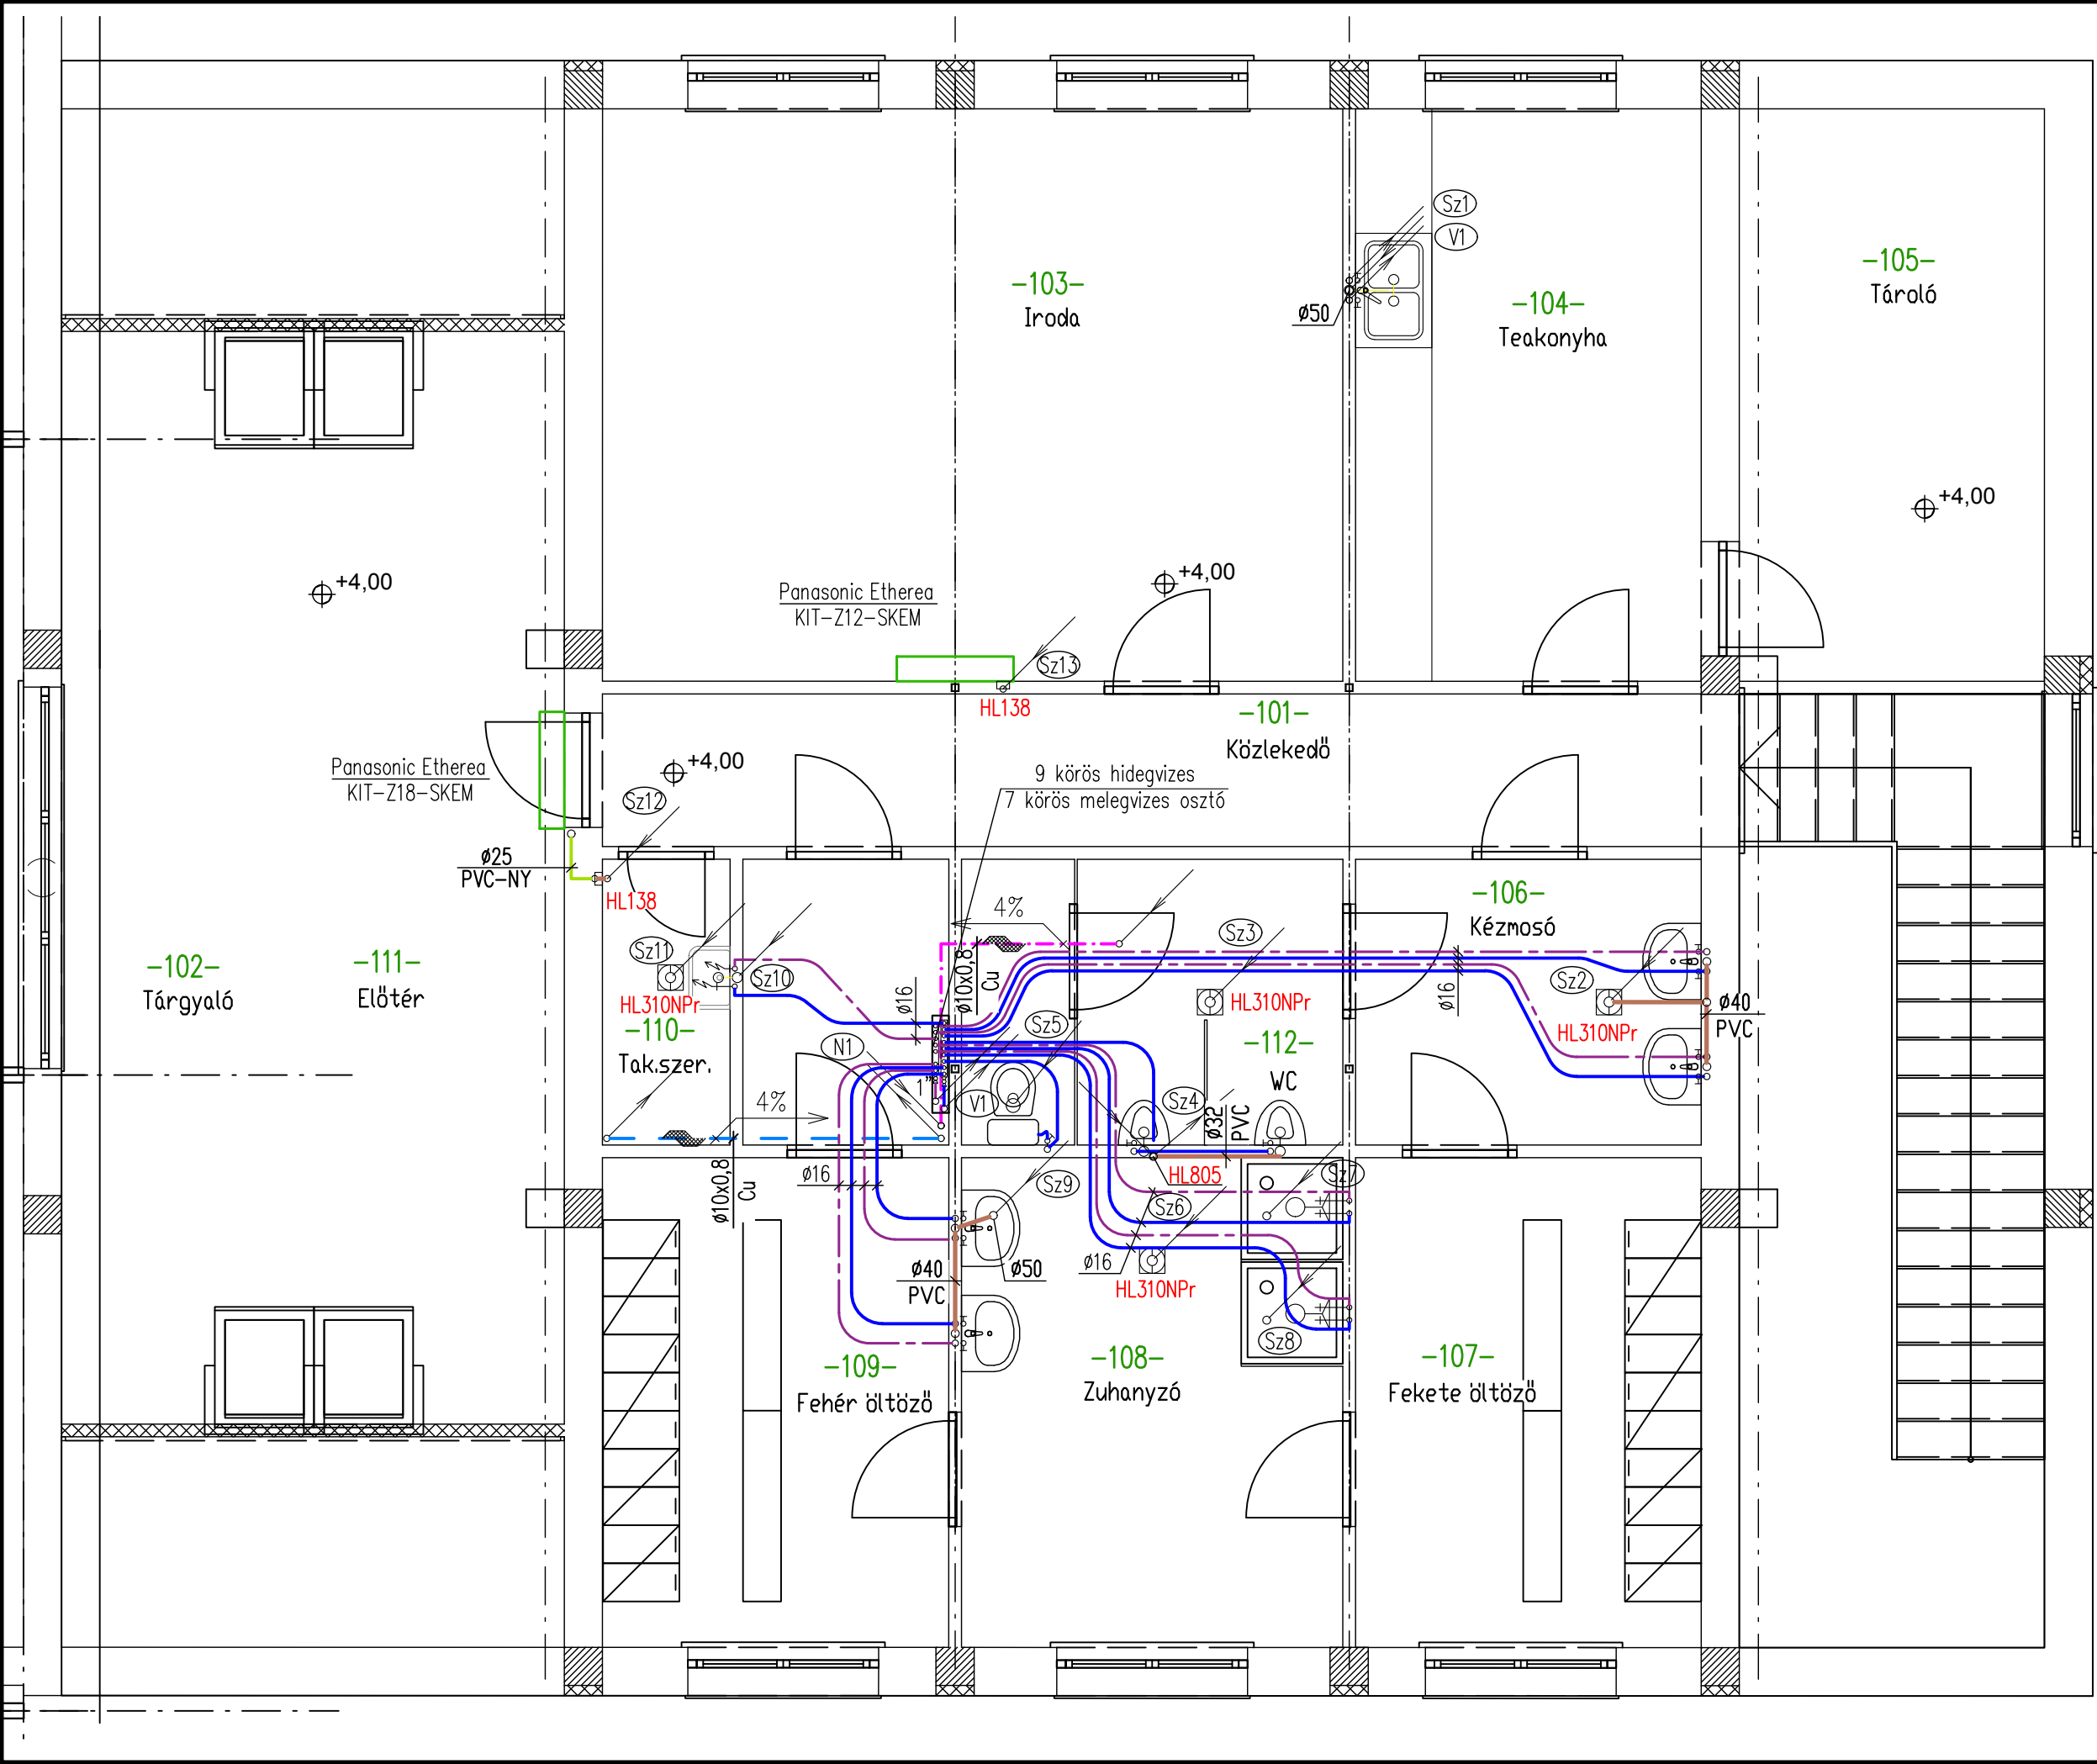 Sz1
V1
-103-
Iroda
ø50
-104-
Teakonyha
-105-
Tároló
+4,00
+4,00
+4,00
Panasonic Etherea
KIT-Z12-SKEM
Sz13
HL138
-101-
Közlekedő
+4,00
Panasonic Etherea
KIT-Z18-SKEM
Sz12
9 körös hidegvizes
7 körös melegvizes osztó
ø25
PVC-NY
HL138
4%
-106-
Kézmosó
Sz11
Sz10
HL310NPr
ø16
ø10x0,8
Cu
Sz3
HL310NPr
ø16
Sz2
HL310NPr
ø40
PVC
-102-
Tárgyaló
-111-
Előtér
-110-
Tak.szer.
N1
Sz5
-112-
WC
1"
V1
4%
Sz4
ø32
PVC
ø10x0,8
Cu
ø16
Sz9
HL805
Sz7
Sz6
ø40
PVC
ø50
ø16
HL310NPr
Sz8
-109-
Fehér öltöző
-108-
Zuhanyzó
-107-
Fekete öltöző